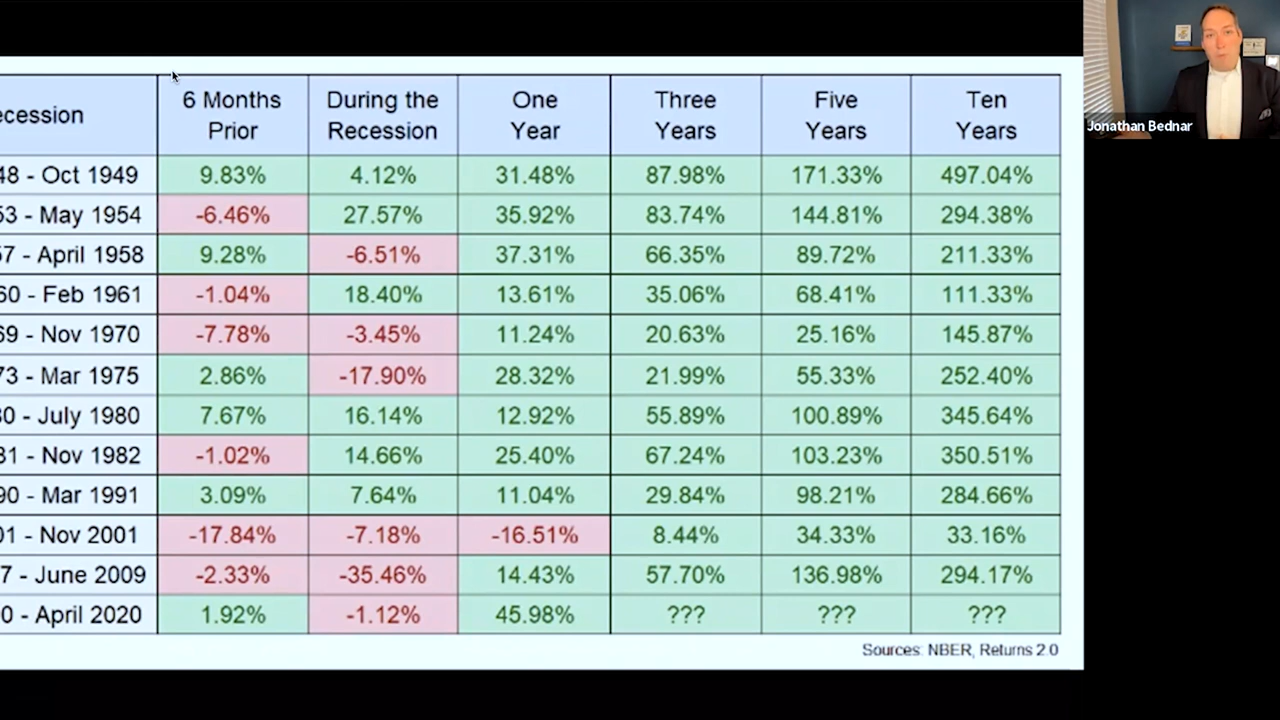 cession
6 Months Prior
During the Recession
One Year
Three Years
Five Years
Ten Years
48 - Oct 1949 9.83% 4.12% 31.48% 87.98% 171.33% 497.04%
53 - May 1954 -6.46% 27.57% 35.92% 83.74% 144.81% 294.38%
57 - April 1958 9.28% -6.51% 37.31% 66.35% 89.72% 211.33%
60 - Feb 1961 -1.04% 18.40% 13.61% 35.06% 68.41% 111.33%
69 - Nov 1970 -7.78% -3.45% 11.24% 20.63% 25.16% 145.87%
73 - Mar 1975 2.86% -17.90% 28.32% 21.99% 55.33% 252.40%
80 - July 1980 7.67% 16.14% 12.92% 55.89% 100.89% 345.64%
81 - Nov 1982 -1.02% 14.66% 25.40% 67.24% 103.23% 350.51%
90 - Mar 1991 3.09% 7.64% 11.04% 29.84% 98.21% 284.66%
01 - Nov 2001 -17.84% -7.18% -16.51% 8.44% 34.33% 33.16%
7 - June 2009 -2.33% -35.46% 14.43% 57.70% 136.98% 294.17%
0 - April 2020 1.92% -1.12% 45.98% ??? ??? ???
Sources: NBER, Returns 2.0
Jonathan Bednar